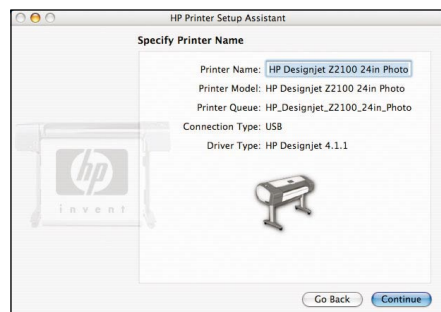 HP Printer Setup Assistant
Specify Printer Name
Printer Name: HP Designjet Z2100 24in Photo
Printer Model: HP Designjet Z2100 24in Photo
Printer Queue: HP_Designjet_Z2100_24in_Photo
Connection Type: USB
Driver Type: HP Designjet 4.1.1
hp
invent
Go Back
Continue